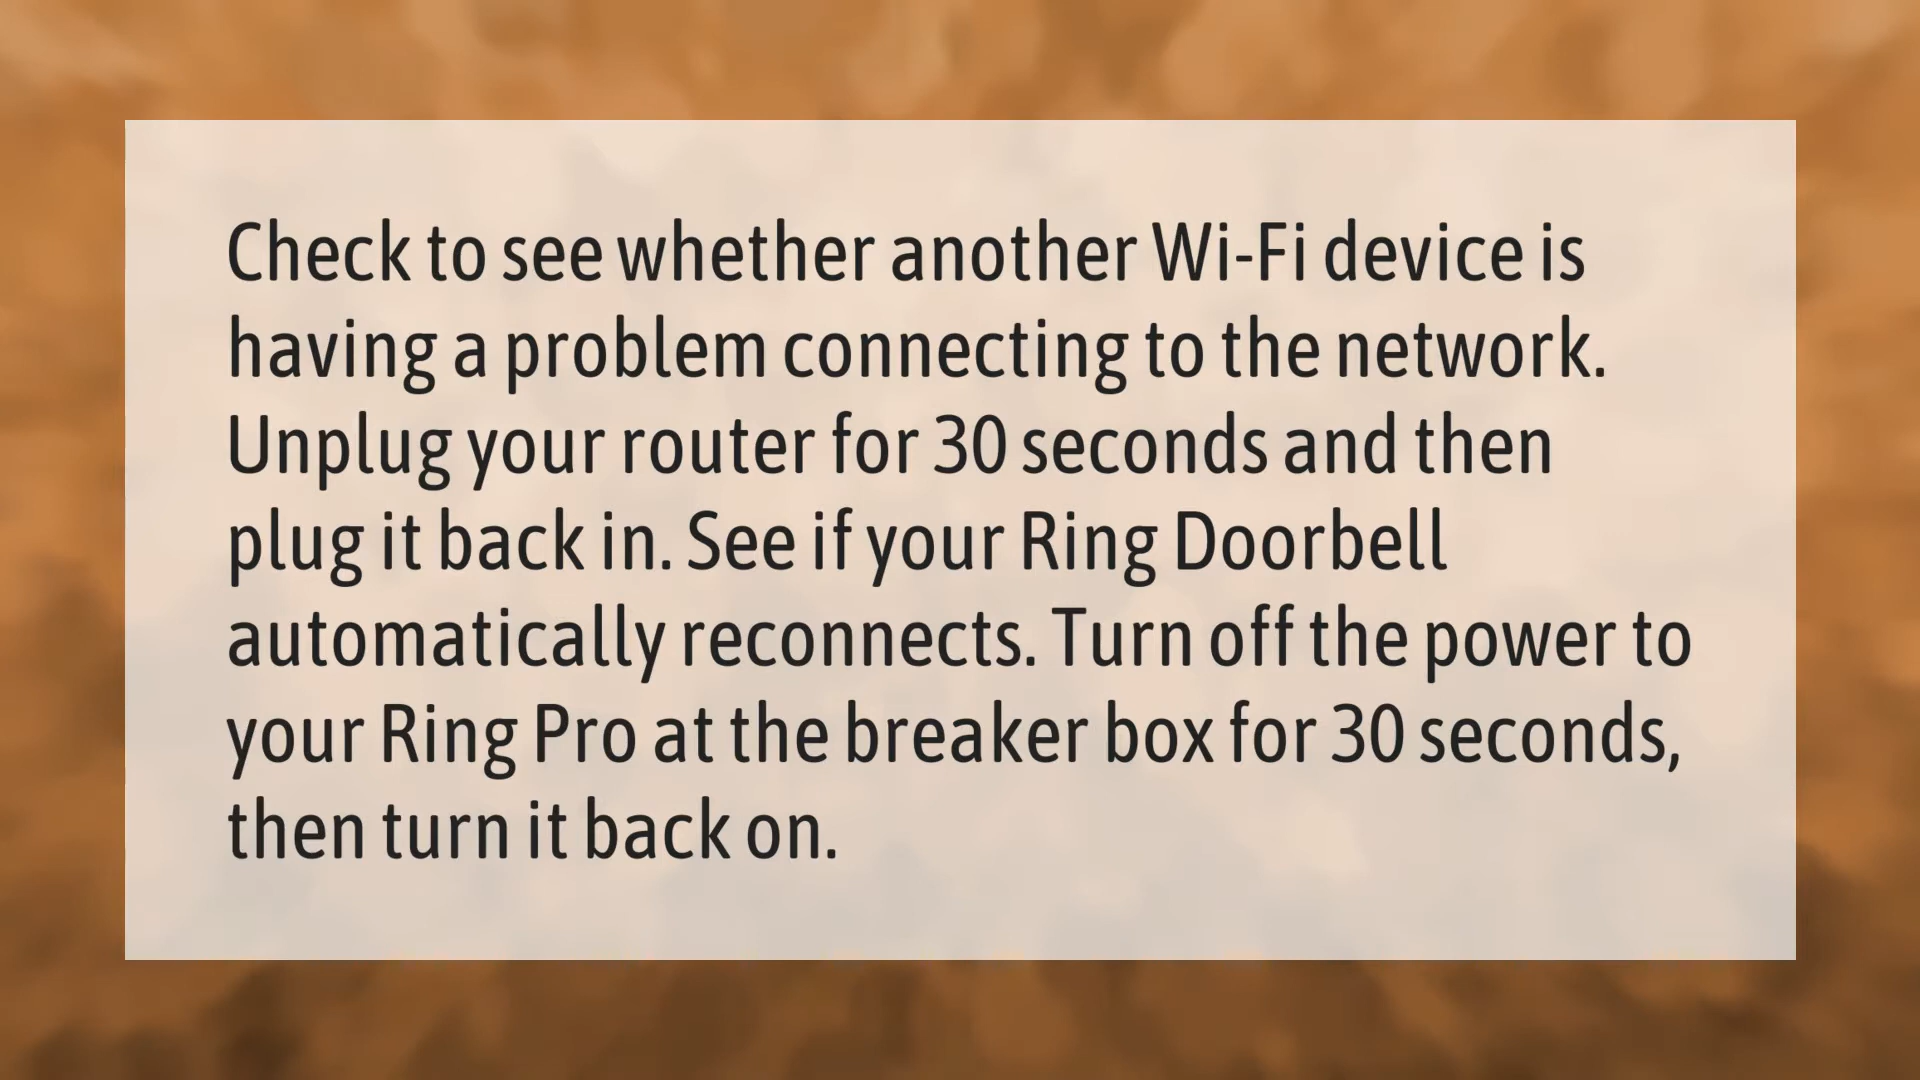 Check to see whether another Wi-Fi device is
having a problem connecting to the network.
Unplug your router for 30 seconds and then
plug it back in. See if your Ring Doorbell
automatically reconnects. Turn off the power to
your Ring Pro at the breaker box for 30 seconds,
then turn it back on.